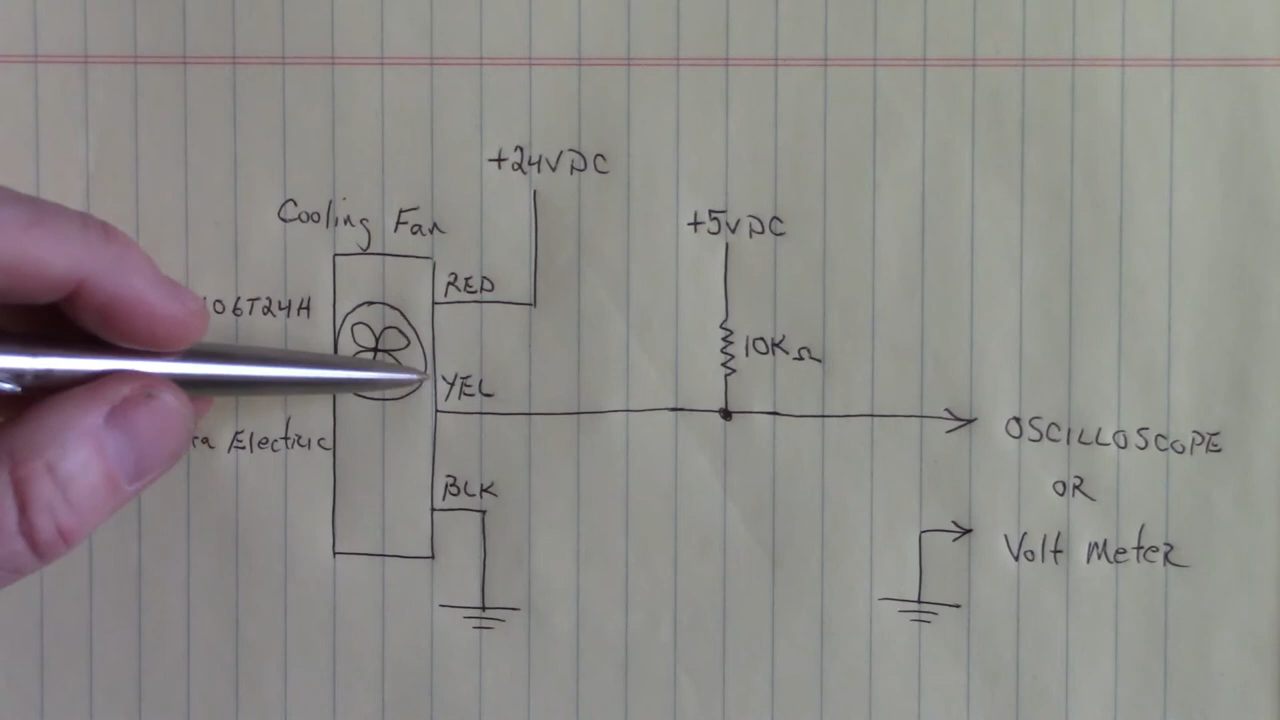 +24VDC
Cooling Fan
+5VDC
RED
06T24H
10KΩ
YEL
Electric
OSCILLOSCOPE
BLK
OR
Volt Meter